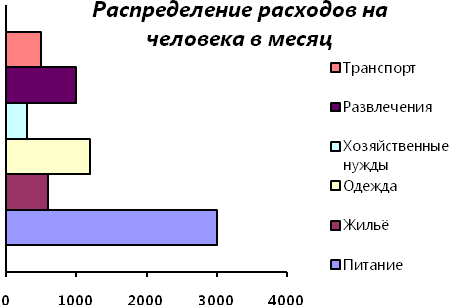 Распределение расходов на
человека в месяц
Транспорт
Развлечения
Хозяйственные
нужды
Одежда
Жильё
Питание
0 1000 2000 3000 4000